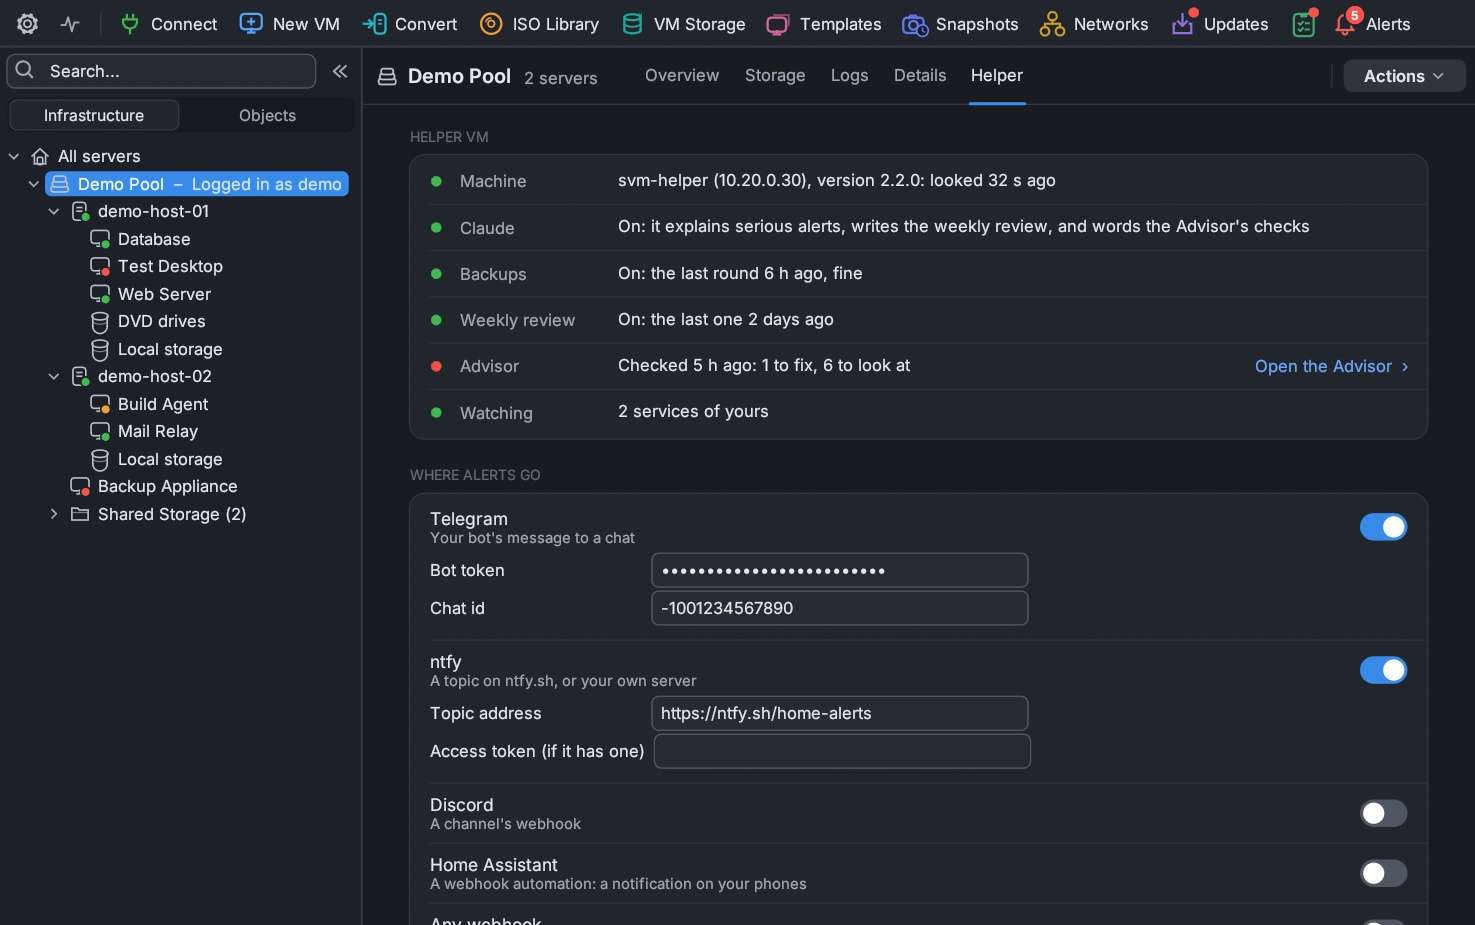 Connect
New VM
Convert
ISO Library
VM Storage
Templates
Snapshots
Networks
Updates
5
Alerts
Search...
Demo Pool 2 servers
Overview
Storage
Logs
Details
Helper
Actions
Infrastructure
Objects
All servers
Demo Pool – Logged in as demo
demo-host-01
Database
Test Desktop
Web Server
DVD drives
Local storage
demo-host-02
Build Agent
Mail Relay
Local storage
Backup Appliance
Shared Storage (2)
HELPER VM
Machine svm-helper (10.20.0.30), version 2.2.0: looked 32 s ago
Claude On: it explains serious alerts, writes the weekly review, and words the Advisor's checks
Backups On: the last round 6 h ago, fine
Weekly review On: the last one 2 days ago
Advisor Checked 5 h ago: 1 to fix, 6 to look at Open the Advisor ›
Watching 2 services of yours
WHERE ALERTS GO
Telegram
Your bot's message to a chat
Bot token •••••••••••••••••••••••••
Chat id -1001234567890
ntfy
A topic on ntfy.sh, or your own server
Topic address https://ntfy.sh/home-alerts
Access token (if it has one)
Discord
A channel's webhook
Home Assistant
A webhook automation: a notification on your phones
Any webhook